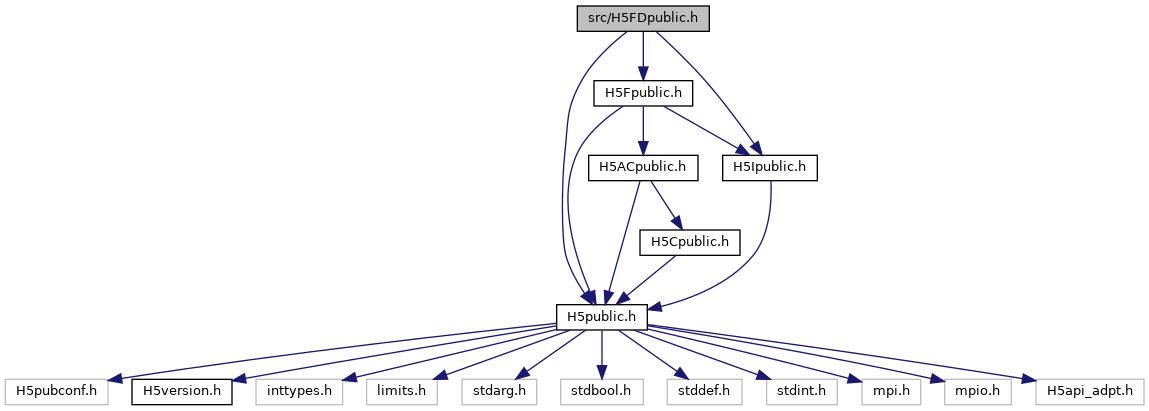 src/H5FDpublic.h
H5Fpublic.h
H5ACpublic.h
H5Ipublic.h
H5Cpublic.h
H5public.h
H5pubconf.h
H5version.h
inttypes.h
limits.h
stdarg.h
stdbool.h
stddef.h
stdint.h
mpi.h
mpio.h
H5api_adpt.h